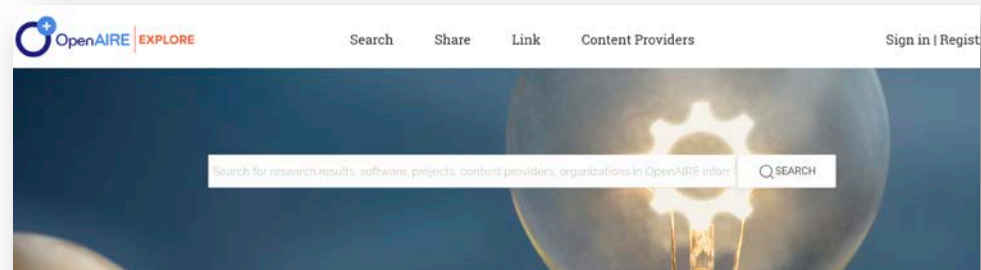 OpenAIRE EXPLORE Search Share Link Content Providers Sign in | Regist
Search for research results, software, projects, content providers, organizations in OpenAIRE inforr SEARCH